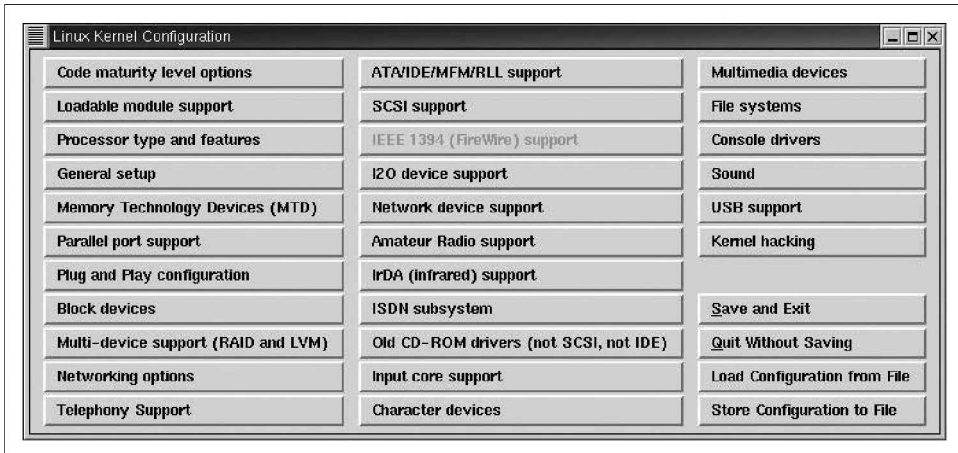 Linux Kernel Configuration
Code maturity level options
Loadable module support
Processor type and features
General setup
Memory Technology Devices (MTD)
Parallel port support
Plug and Play configuration
Block devices
Multi-device support (RAID and LVM)
Networking options
Telephony Support
ATA/IDE/MFM/RLL support
SCSI support
IEEE 1394 (FireWire) support
I2O device support
Network device support
Amateur Radio support
IrDA (infrared) support
ISDN subsystem
Old CD-ROM drivers (not SCSI, not IDE)
Input core support
Character devices
Multimedia devices
File systems
Console drivers
Sound
USB support
Kernel hacking
Save and Exit
Quit Without Saving
Load Configuration from File
Store Configuration to File